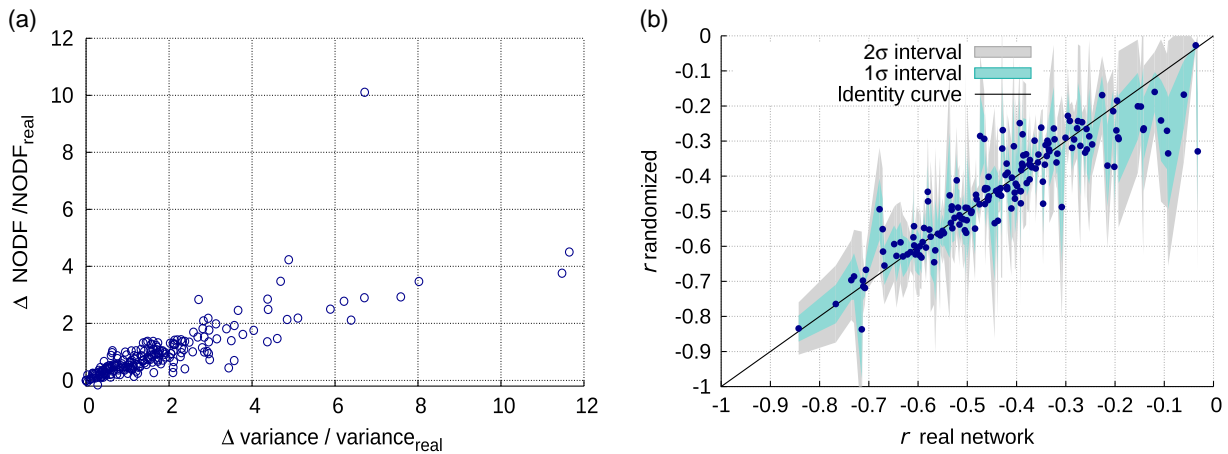 (a)
12
10
8
6
4
2
0
Δ NODF /NODFreal
0 2 4 6 8 10 12
Δ variance / variancereal
(b)
2σ interval
1σ interval
Identity curve
0
-0.1
-0.2
-0.3
-0.4
-0.5
-0.6
-0.7
-0.8
-0.9
-1
r randomized
-1 -0.9 -0.8 -0.7 -0.6 -0.5 -0.4 -0.3 -0.2 -0.1 0
r real network